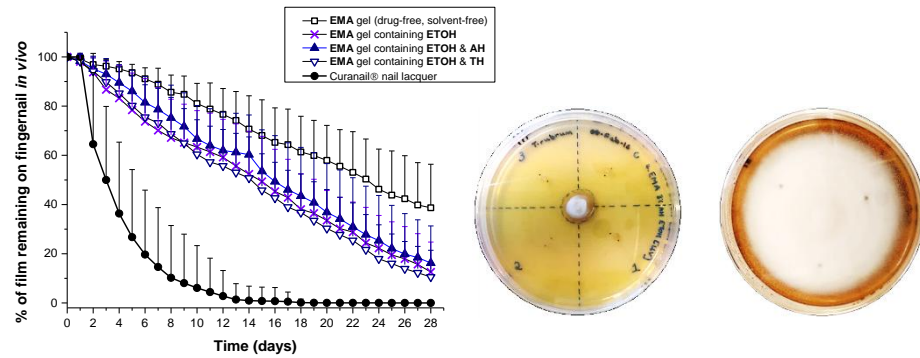 EMA gel (drug-free, solvent-free)
EMA gel containing ETOH
EMA gel containing ETOH & AH
EMA gel containing ETOH & TH
Curanail® nail lacquer
% of film remaining on fingernail in vivo
100
80
60
40
20
0
0 2 4 6 8 10 12 14 16 18 20 22 24 26 28
Time (days)
T. rubrum
3
2
1